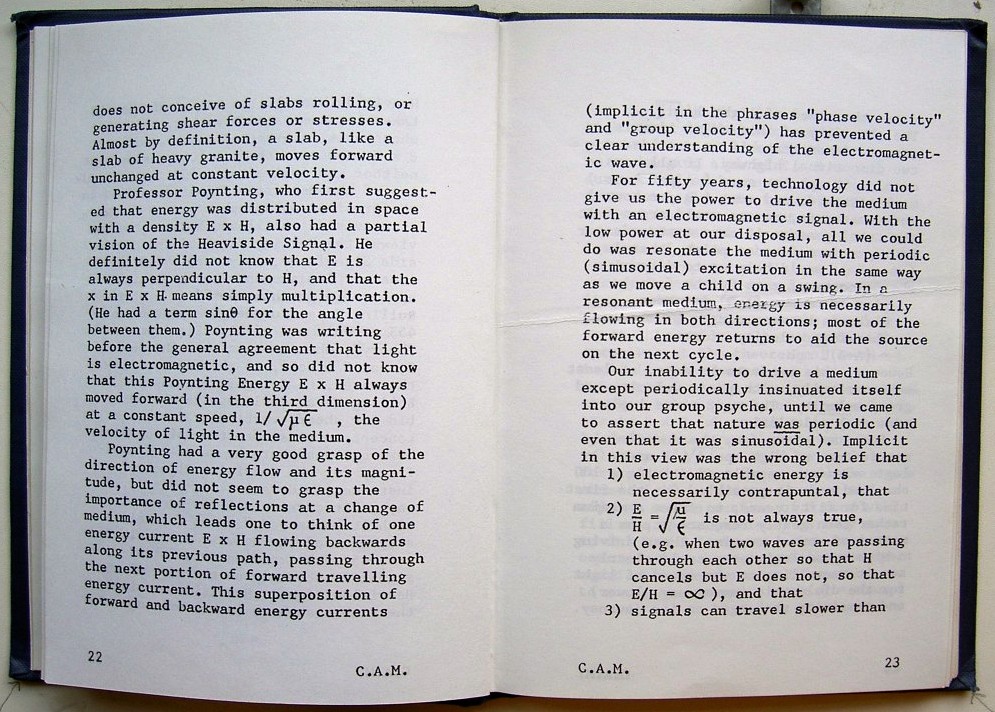 does not conceive of slabs rolling, or
generating shear forces or stresses.
Almost by definition, a slab, like a
slab of heavy granite, moves forward
unchanged at constant velocity.
Professor Poynting, who first suggest-
ed that energy was distributed in space
with a density E x H, also had a partial
vision of the Heaviside Signal. He
definitely did not know that E is
always perpendicular to H, and that the
x in E x H means simply multiplication.
(He had a term sinθ for the angle
between them.) Poynting was writing
before the general agreement that light
is electromagnetic, and so did not know
that this Poynting Energy E x H always
moved forward (in the third dimension)
at a constant speed, 1/√μϵ , the
velocity of light in the medium.
Poynting had a very good grasp of the
direction of energy flow and its magni-
tude, but did not seem to grasp the
importance of reflections at a change of
medium, which leads one to think of one
energy current E x H flowing backwards
along its previous path, passing through
the next portion of forward travelling
energy current. This superposition of
forward and backward energy currents
22
C.A.M.
(implicit in the phrases "phase velocity"
and "group velocity") has prevented a
clear understanding of the electromagnet-
ic wave.
For fifty years, technology did not
give us the power to drive the medium
with an electromagnetic signal. With the
low power at our disposal, all we could
do was resonate the medium with periodic
(simusoidal) excitation in the same way
as we move a child on a swing. In a
resonant medium, energy is necessarily
flowing in both directions; most of the
forward energy returns to aid the source
on the next cycle.
Our inability to drive a medium
except periodically insinuated itself
into our group psyche, until we came
to assert that nature was periodic (and
even that it was sinusoidal). Implicit
in this view was the wrong belief that
1) electromagnetic energy is
necessarily contrapuntal, that
2) E/H = √μ/ϵ is not always true,
(e.g. when two waves are passing
through each other so that H
cancels but E does not, so that
E/H = ∞ ), and that
3) signals can travel slower than
C.A.M.
23